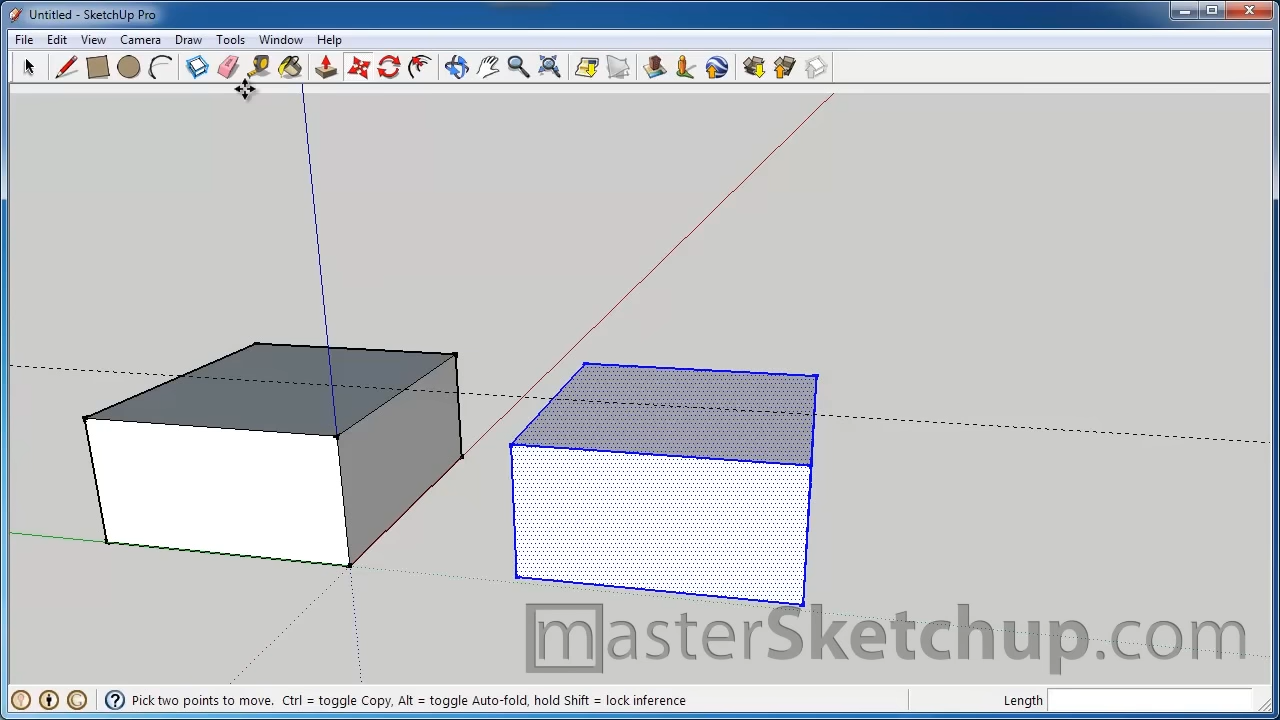 Untitled - SketchUp Pro
File Edit View Camera Draw Tools Window Help
masterSketchup.com
Pick two points to move. Ctrl = toggle Copy, Alt = toggle Auto-fold, hold Shift = lock inference Length